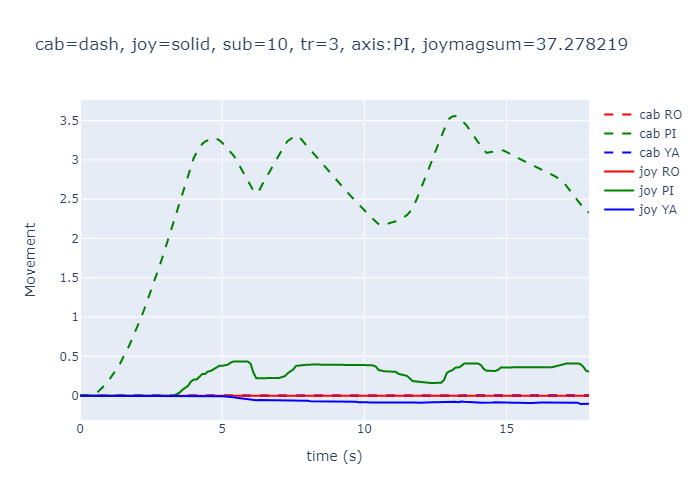 cab=dash, joy=solid, sub=10, tr=3, axis:PI, joymagsum=37.278219
3.5
3
2.5
2
1.5
1
0.5
0
Movement
0
5
10
15
time (s)
cab RO
cab PI
cab YA
joy RO
joy PI
joy YA